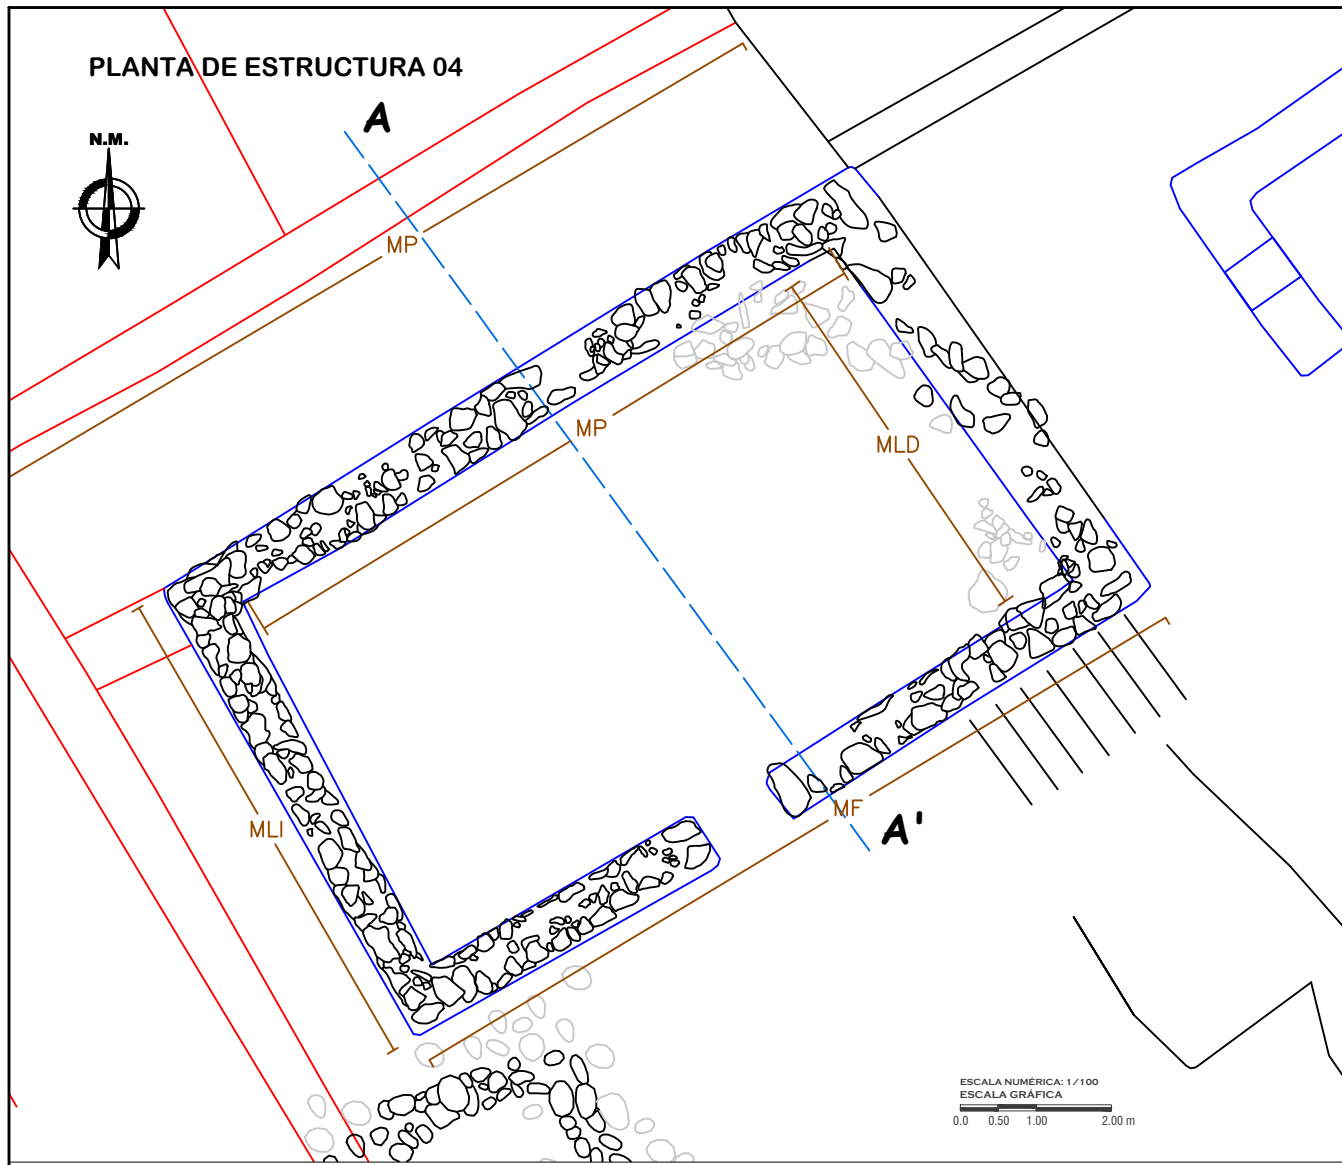 PLANTA DE ESTRUCTURA 04
A
N.M.
MP
MP
MLD
MLI
MF
A'
ESCALA NUMÉRICA: 1/100
ESCALA GRÁFICA
0.0 0.50 1.00 2.00 m